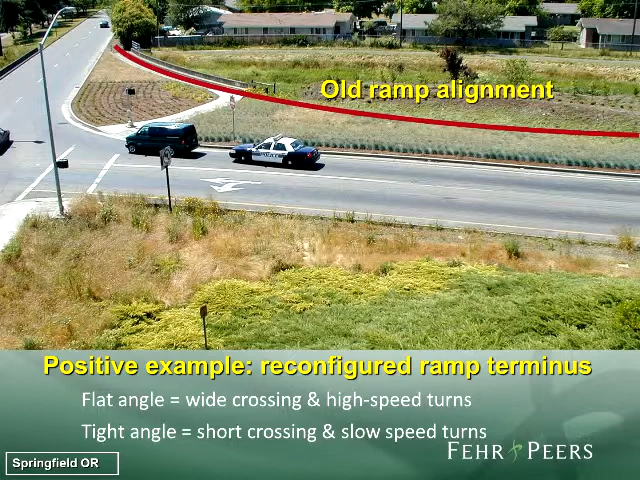 Old ramp alignment
Positive example: reconfigured ramp terminus
Flat angle = wide crossing & high-speed turns
Tight angle = short crossing & slow speed turns
FEHR PEERS
Springfield OR